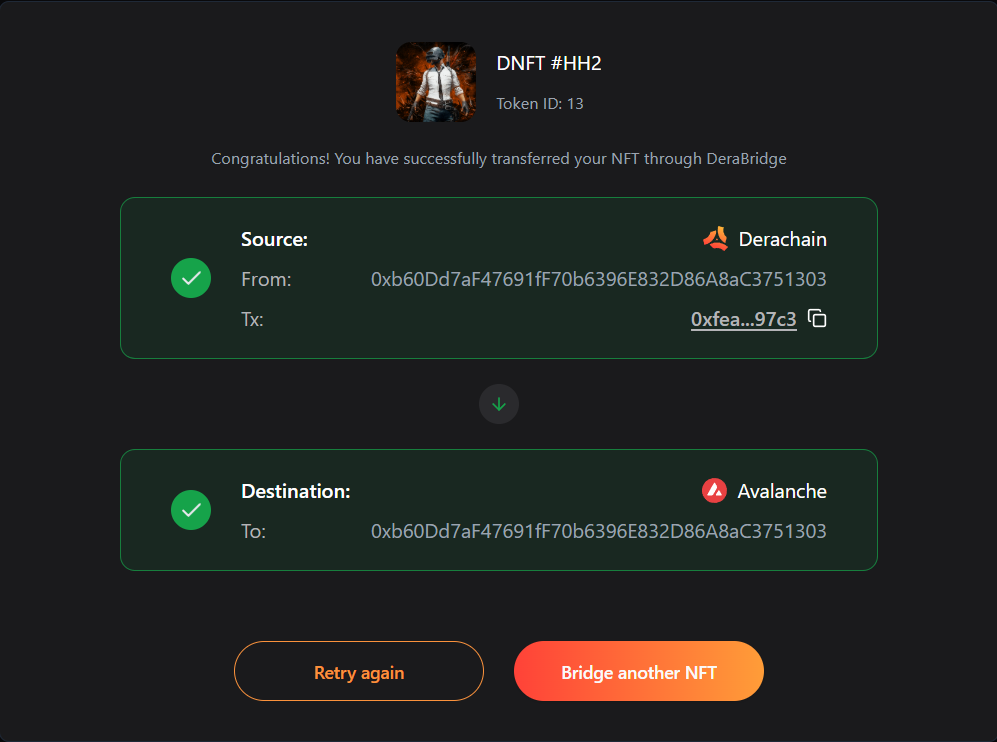 DNFT #HH2
Token ID: 13
Congratulations! You have successfully transferred your NFT through DeraBridge
Source: Derachain
From: 0xb60Dd7aF47691fF70b6396E832D86A8aC3751303
Tx: 0xfea...97c3
Destination: Avalanche
To: 0xb60Dd7aF47691fF70b6396E832D86A8aC3751303
Retry again Bridge another NFT